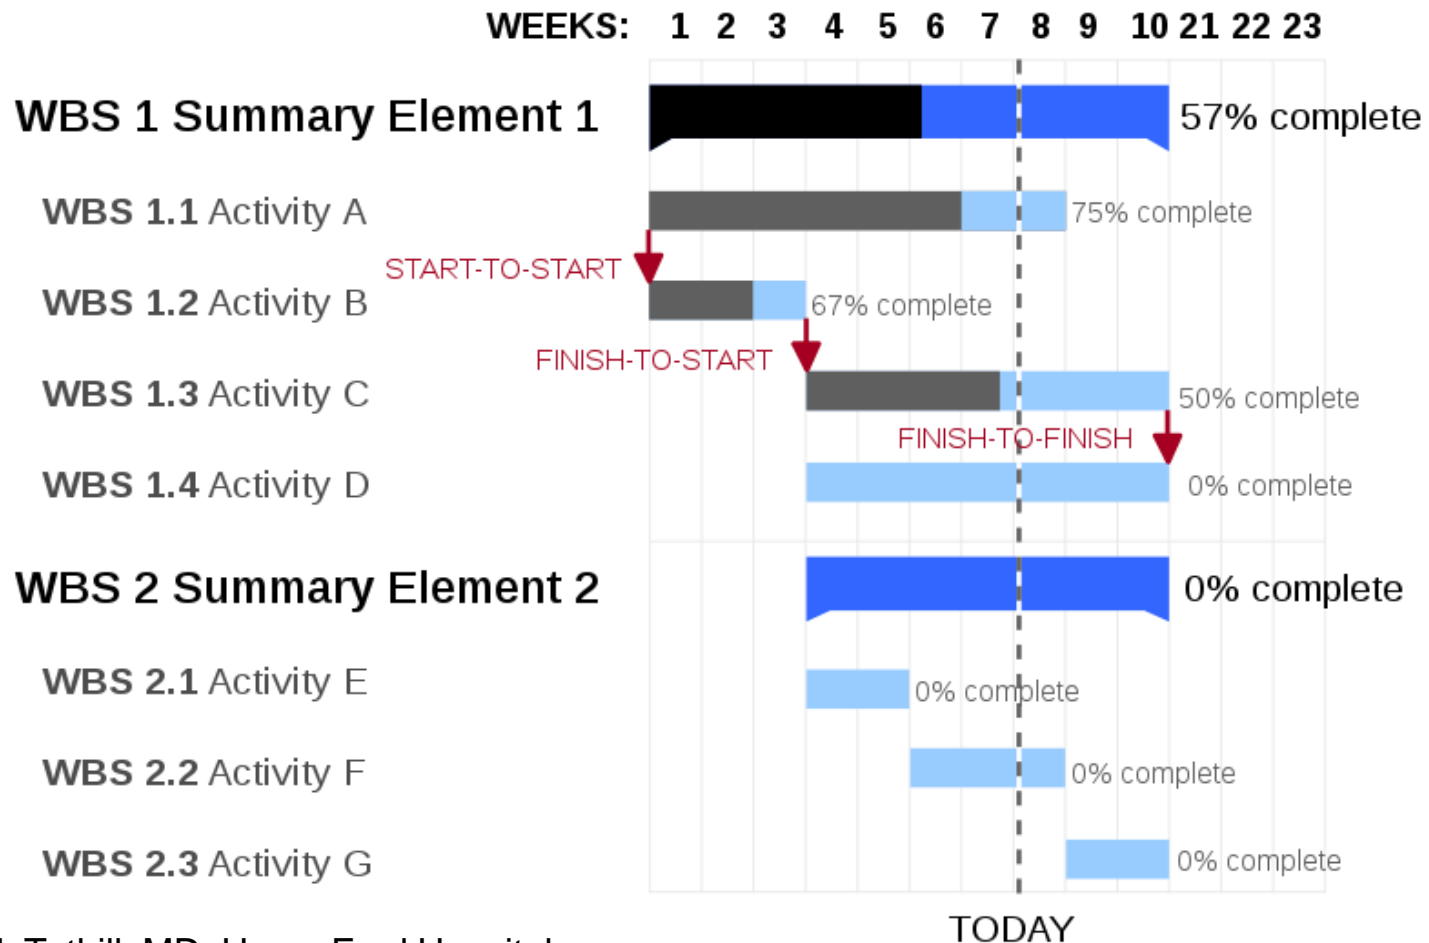 WEEKS: 1 2 3 4 5 6 7 8 9 10 21 22 23
WBS 1 Summary Element 1 57% complete
WBS 1.1 Activity A 75% complete
START-TO-START
WBS 1.2 Activity B 67% complete
FINISH-TO-START
WBS 1.3 Activity C 50% complete
FINISH-TO-FINISH
WBS 1.4 Activity D 0% complete
WBS 2 Summary Element 2 0% complete
WBS 2.1 Activity E 0% complete
WBS 2.2 Activity F 0% complete
WBS 2.3 Activity G 0% complete
TODAY